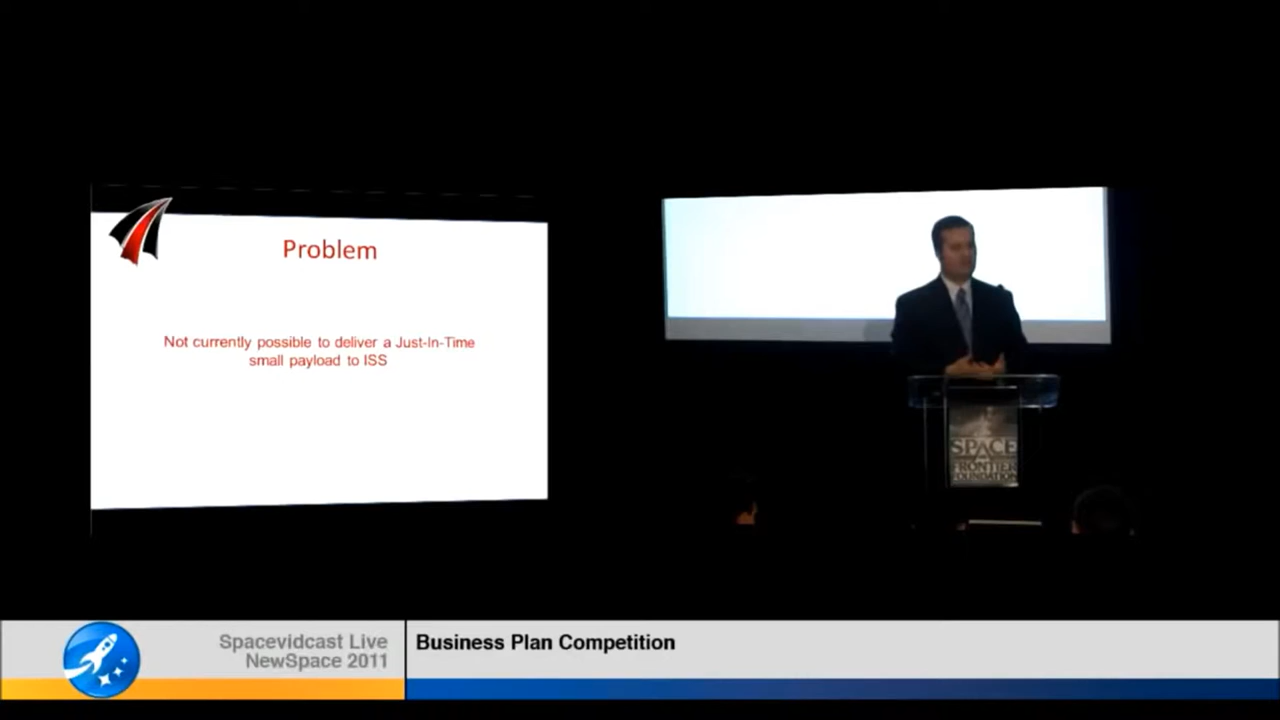 Problem
Not currently possible to deliver a Just-In-Time
small payload to ISS
SPACE
FRONTIER
FOUNDATION
Spacevidcast Live
NewSpace 2011
Business Plan Competition